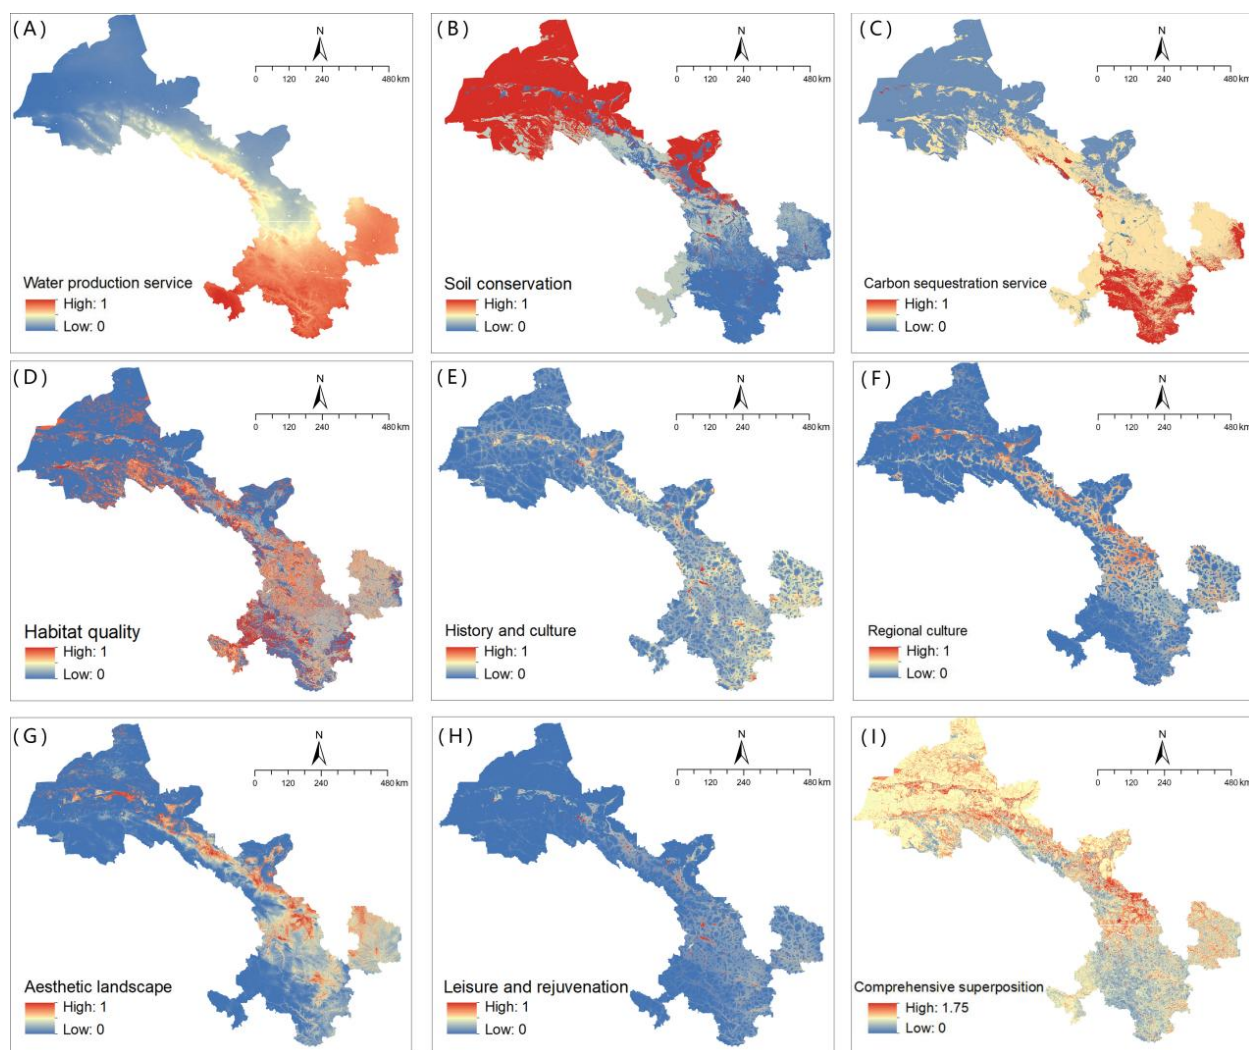 (A)
N
0 120 240 480 km
Water production service
High: 1
Low: 0
(B)
N
0 120 240 480 km
Soil conservation
High: 1
Low: 0
(C)
N
0 120 240 480 km
Carbon sequestration service
High: 1
Low: 0
(D)
N
0 120 240 480 km
Habitat quality
High: 1
Low: 0
(E)
N
0 120 240 480 km
History and culture
High: 1
Low: 0
(F)
N
0 120 240 480 km
Regional culture
High: 1
Low: 0
(G)
N
0 120 240 480 km
Aesthetic landscape
High: 1
Low: 0
(H)
N
0 120 240 480 km
Leisure and rejuvenation
High: 1
Low: 0
(I)
N
0 120 240 480 km
Comprehensive superposition
High: 1.75
Low: 0